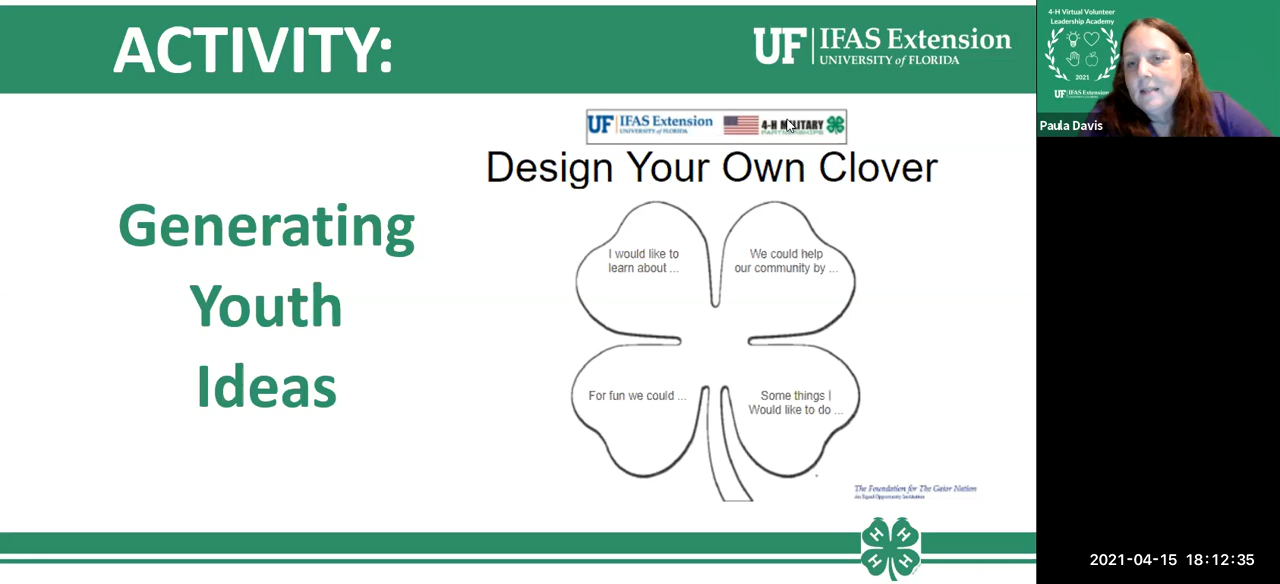 ACTIVITY:
UF IFAS Extension
UNIVERSITY of FLORIDA
Generating
Youth
Ideas
UF IFAS Extension
UNIVERSITY of FLORIDA
4-H MILITARY
PARTNERSHIPS
Design Your Own Clover
I would like to
learn about ...
We could help
our community by ...
For fun we could ...
Some things I
Would like to do ...
The Foundation for The Gator Nation
An Equal Opportunity Institution
H H
H H
4-H Virtual Volunteer
Leadership Academy
2021
UF IFAS Extension
Paula Davis
2021-04-15 18:12:35